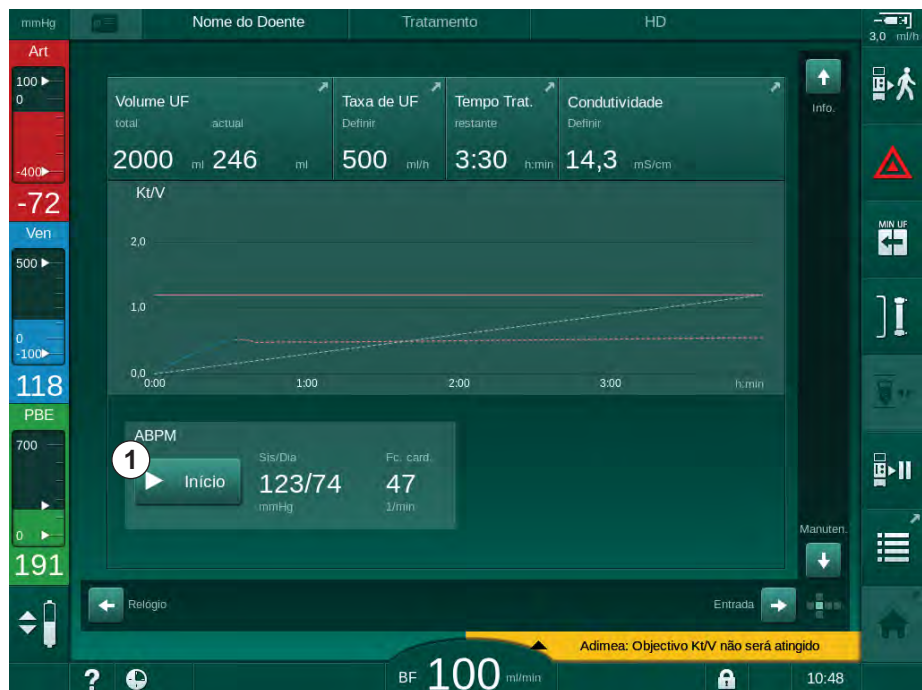 mmHg
Nome do Doente
Tratamento
HD
3,0 ml/h
Art
100
0
-400
-72
Ven
500
0
-100
118
PBE
700
0
191
Volume UF
total actual
2000 ml 246 ml
Taxa de UF
Definir
500 ml/h
Tempo Trat.
restante
3:30 h:min
Condutividade
Definir
14,3 mS/cm
Info.
Kt/V
2,0
1,0
0,0
0:00 1:00 2:00 3:00 h:min
ABPM
1
Início
Sis/Dia
123/74
mmHg
Fc. card.
47
1/min
Manuten.
Relógio
Entrada
MIN UF
Adimea: Objectivo Kt/V não será atingido
?
BF 100 ml/min
10:48